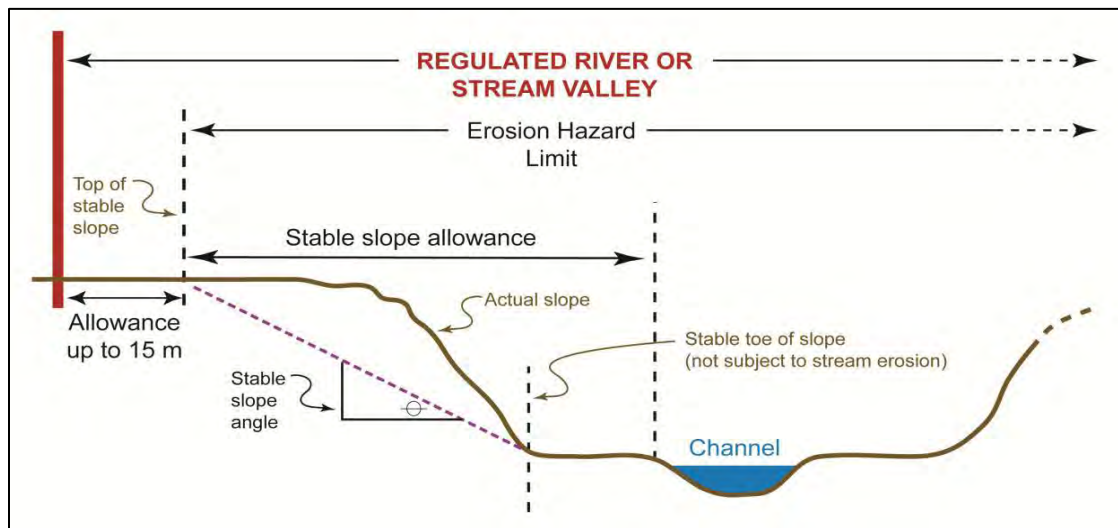 REGULATED RIVER OR
STREAM VALLEY
Erosion Hazard
Limit
Top of
stable
slope
Stable slope allowance
Actual slope
Allowance
up to 15 m
Stable toe of slope
(not subject to stream erosion)
Stable
slope
angle
Θ
Channel